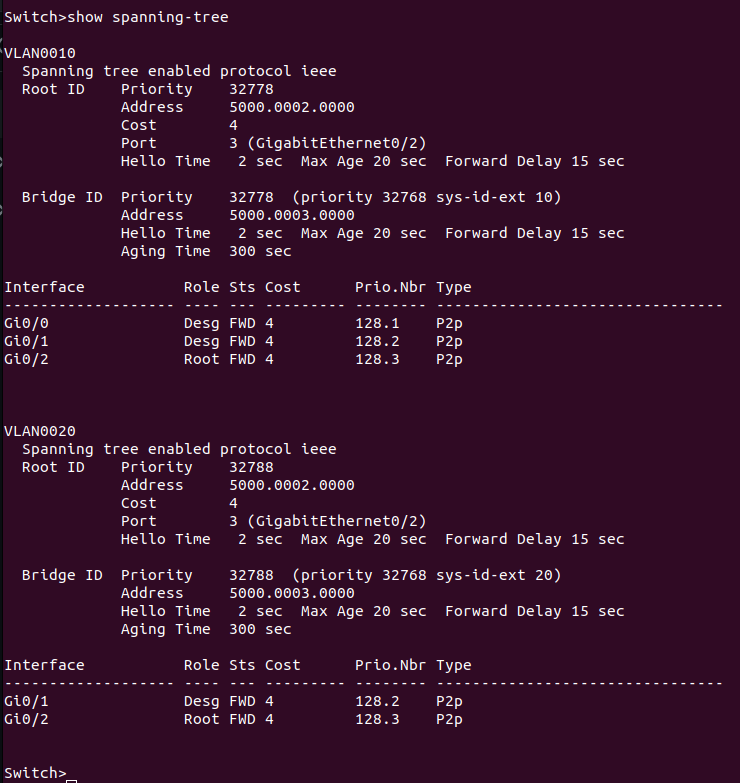 Switch>show spanning-tree
VLAN0010
  Spanning tree enabled protocol ieee
  Root ID    Priority    32778
             Address     5000.0002.0000
             Cost        4
             Port        3 (GigabitEthernet0/2)
             Hello Time   2 sec  Max Age 20 sec  Forward Delay 15 sec
  Bridge ID  Priority    32778  (priority 32768 sys-id-ext 10)
             Address     5000.0003.0000
             Hello Time   2 sec  Max Age 20 sec  Forward Delay 15 sec
             Aging Time  300 sec
Interface           Role Sts Cost      Prio.Nbr Type
------------------- ---- --- --------- -------- --------------------------------
Gi0/0               Desg FWD 4         128.1    P2p
Gi0/1               Desg FWD 4         128.2    P2p
Gi0/2               Root FWD 4         128.3    P2p
VLAN0020
  Spanning tree enabled protocol ieee
  Root ID    Priority    32788
             Address     5000.0002.0000
             Cost        4
             Port        3 (GigabitEthernet0/2)
             Hello Time   2 sec  Max Age 20 sec  Forward Delay 15 sec
  Bridge ID  Priority    32788  (priority 32768 sys-id-ext 20)
             Address     5000.0003.0000
             Hello Time   2 sec  Max Age 20 sec  Forward Delay 15 sec
             Aging Time  300 sec
Interface           Role Sts Cost      Prio.Nbr Type
------------------- ---- --- --------- -------- --------------------------------
Gi0/1               Desg FWD 4         128.2    P2p
Gi0/2               Root FWD 4         128.3    P2p
Switch>